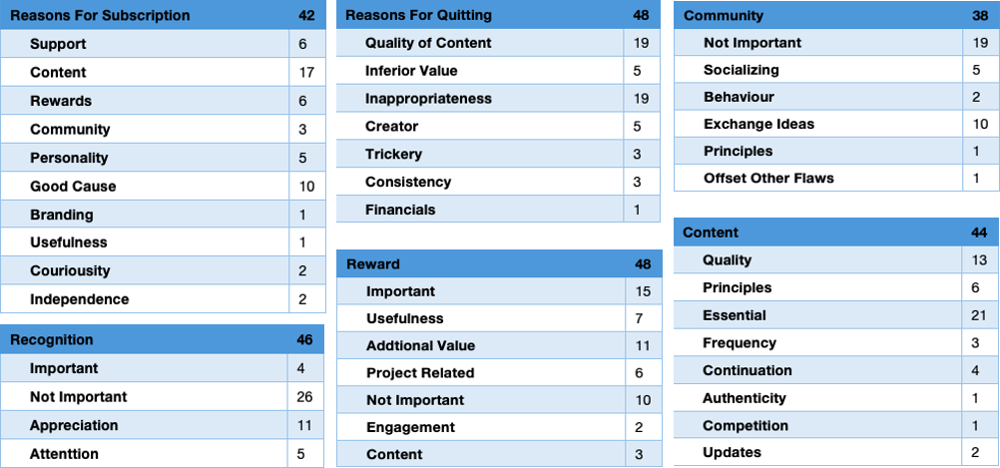 Reasons For Subscription 42
Support 6
Content 17
Rewards 6
Community 3
Personality 5
Good Cause 10
Branding 1
Usefulness 1
Couriousity 2
Independence 2
Recognition 46
Important 4
Not Important 26
Appreciation 11
Attenttion 5
Reasons For Quitting 48
Quality of Content 19
Inferior Value 5
Inappropriateness 19
Creator 5
Trickery 3
Consistency 3
Financials 1
Reward 48
Important 15
Usefulness 7
Addtional Value 11
Project Related 6
Not Important 10
Engagement 2
Content 3
Community 38
Not Important 19
Socializing 5
Behaviour 2
Exchange Ideas 10
Principles 1
Offset Other Flaws 1
Content 44
Quality 13
Principles 6
Essential 21
Frequency 3
Continuation 4
Authenticity 1
Competition 1
Updates 2